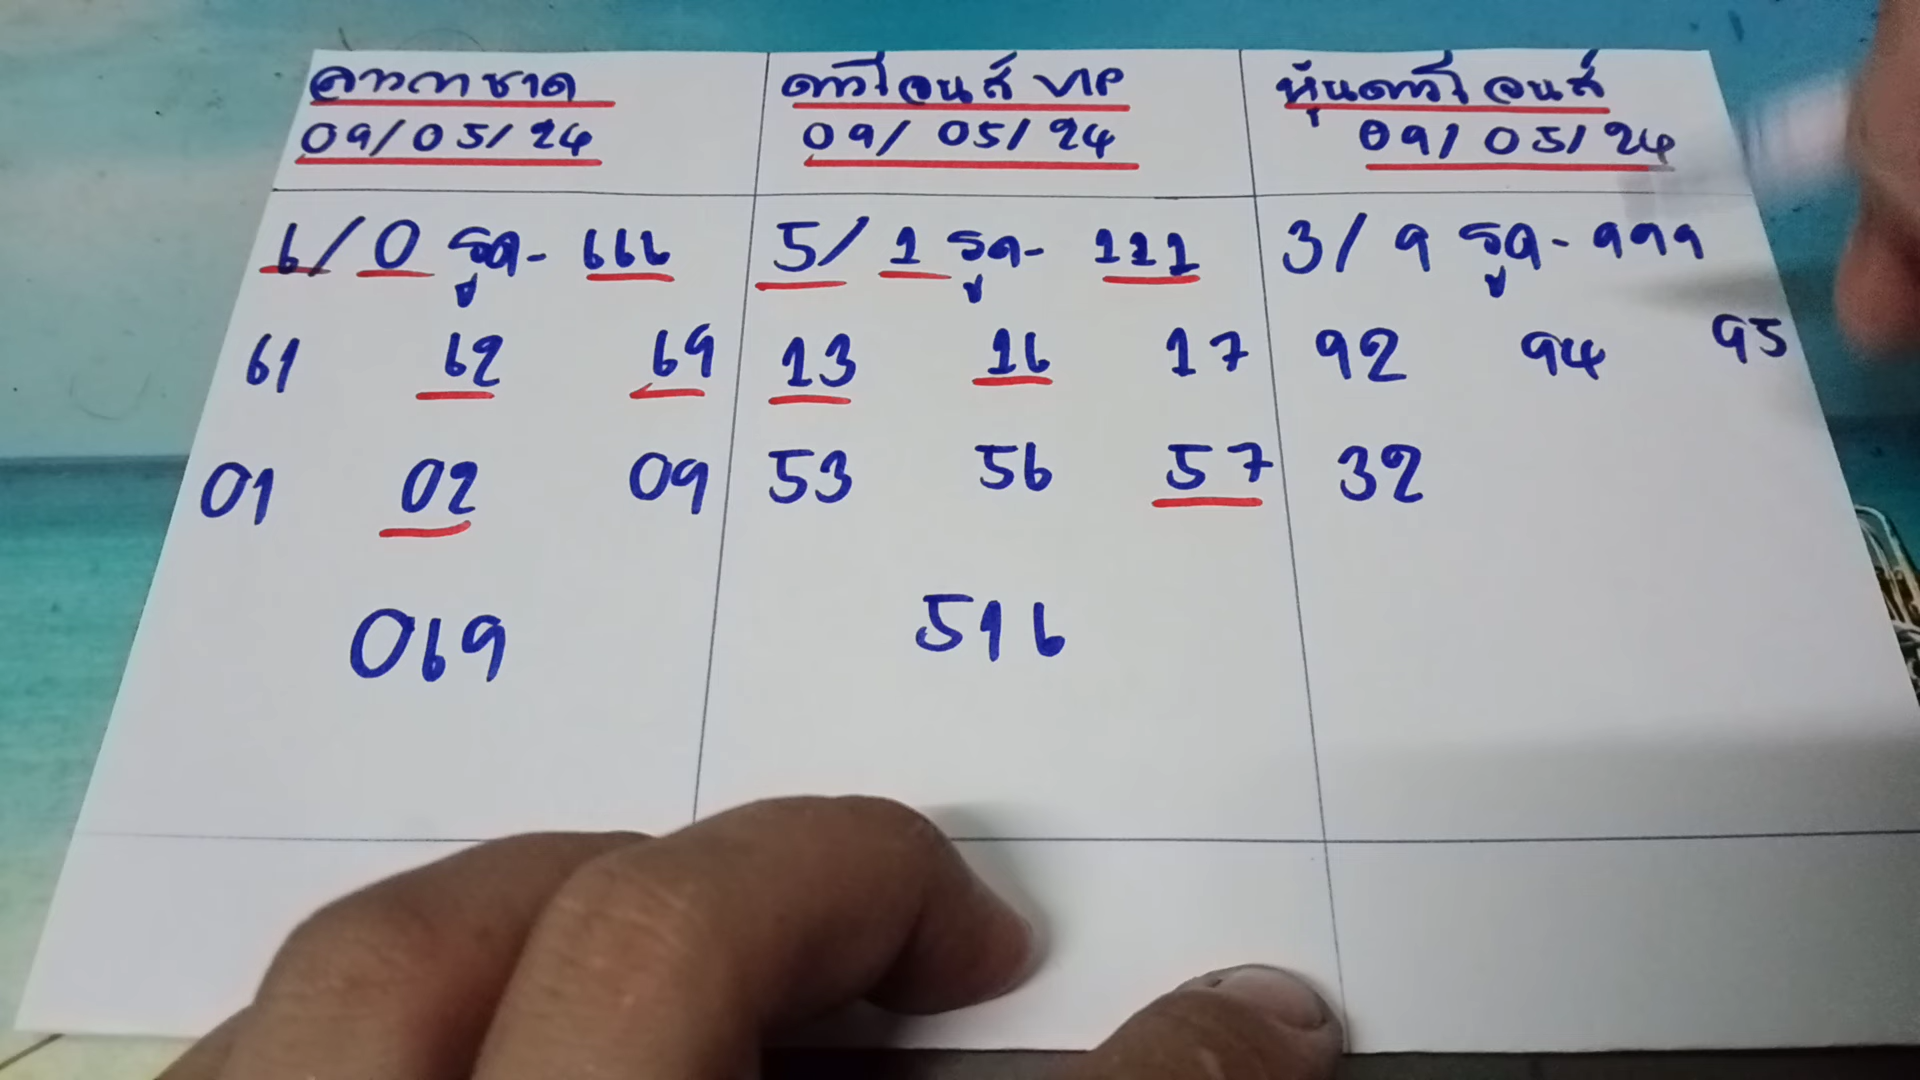 ลาวกาชาด
09/05/24
6/0 รูด- 666
61 62 69
01 02 09
069
ดาวโจนส์ VIP
09/05/24
5/1 รูด- 111
13 16 17
53 56 57
516
หุ้นดาวโจนส์
09/05/24
3/9 รูด- 999
92 94 95
32